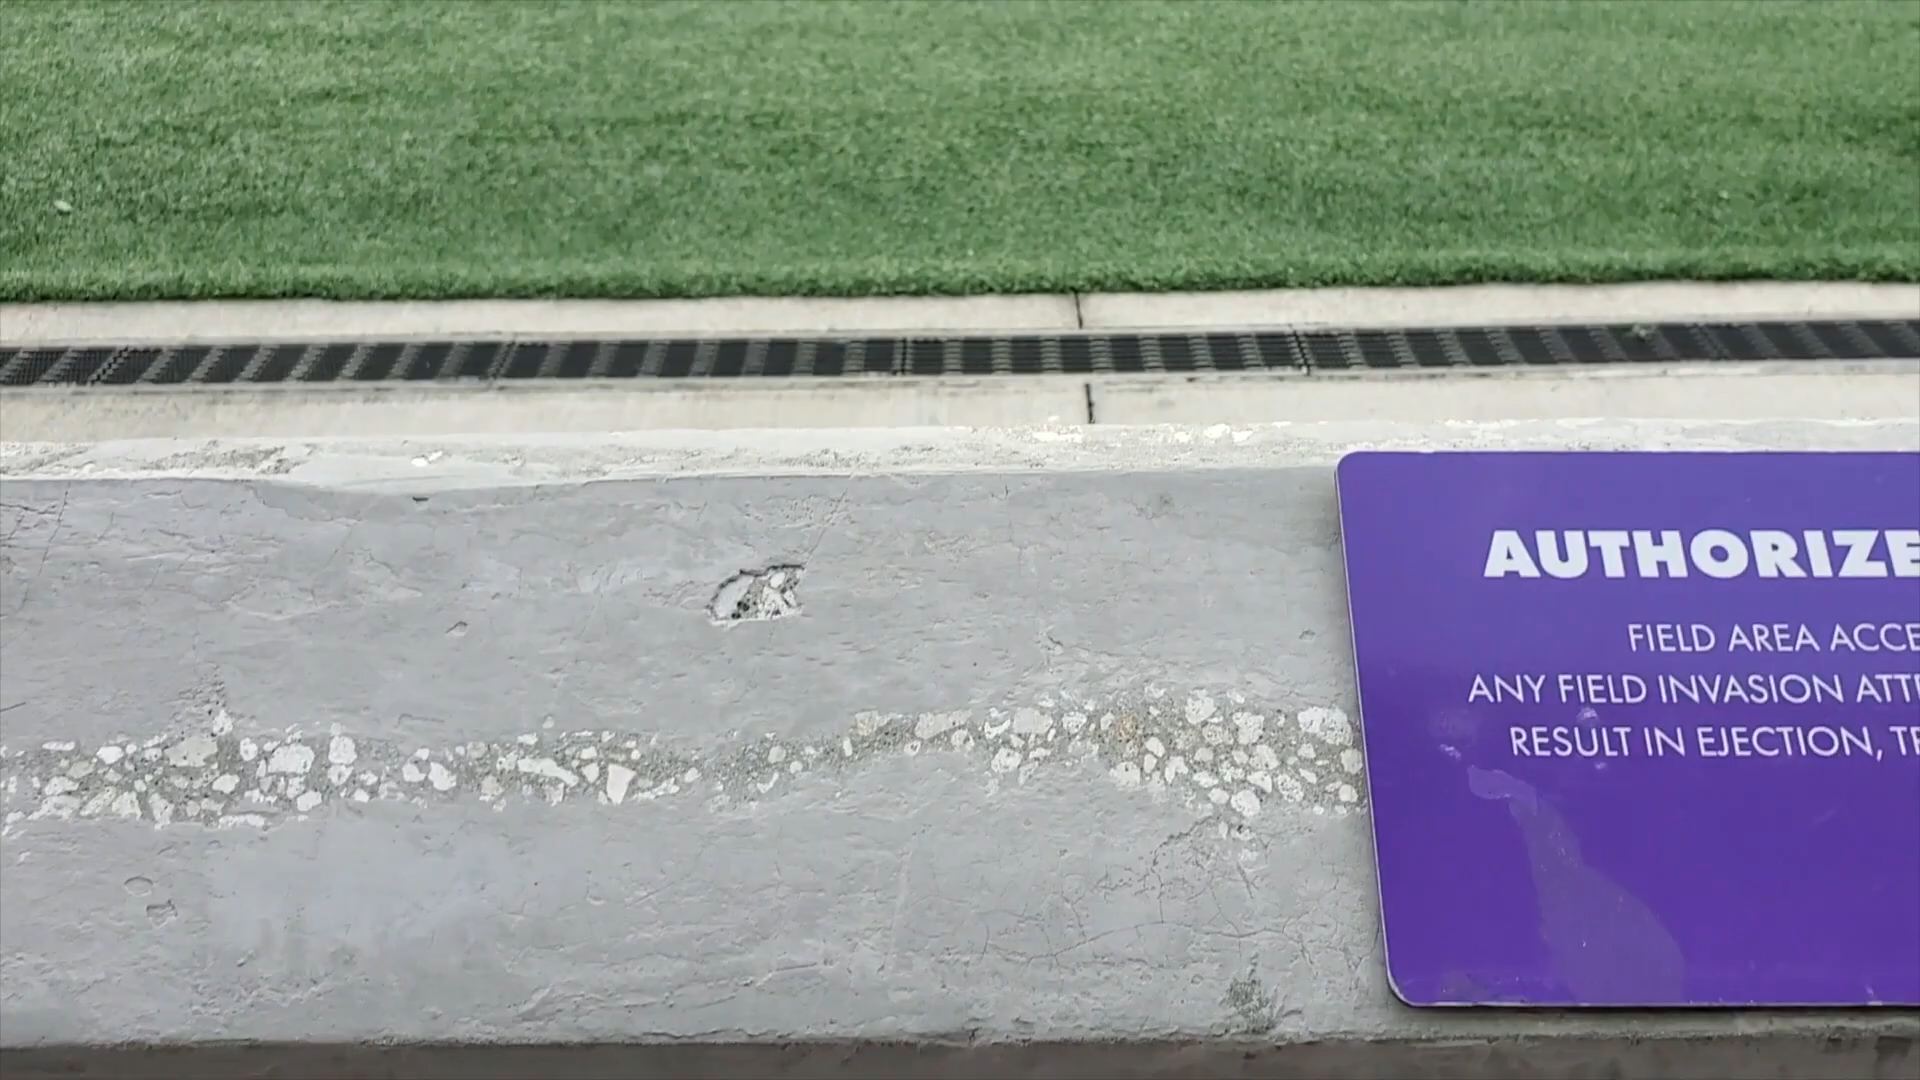 AUTHORIZE
FIELD AREA ACCE
ANY FIELD INVASION ATT
RESULT IN EJECTION, T